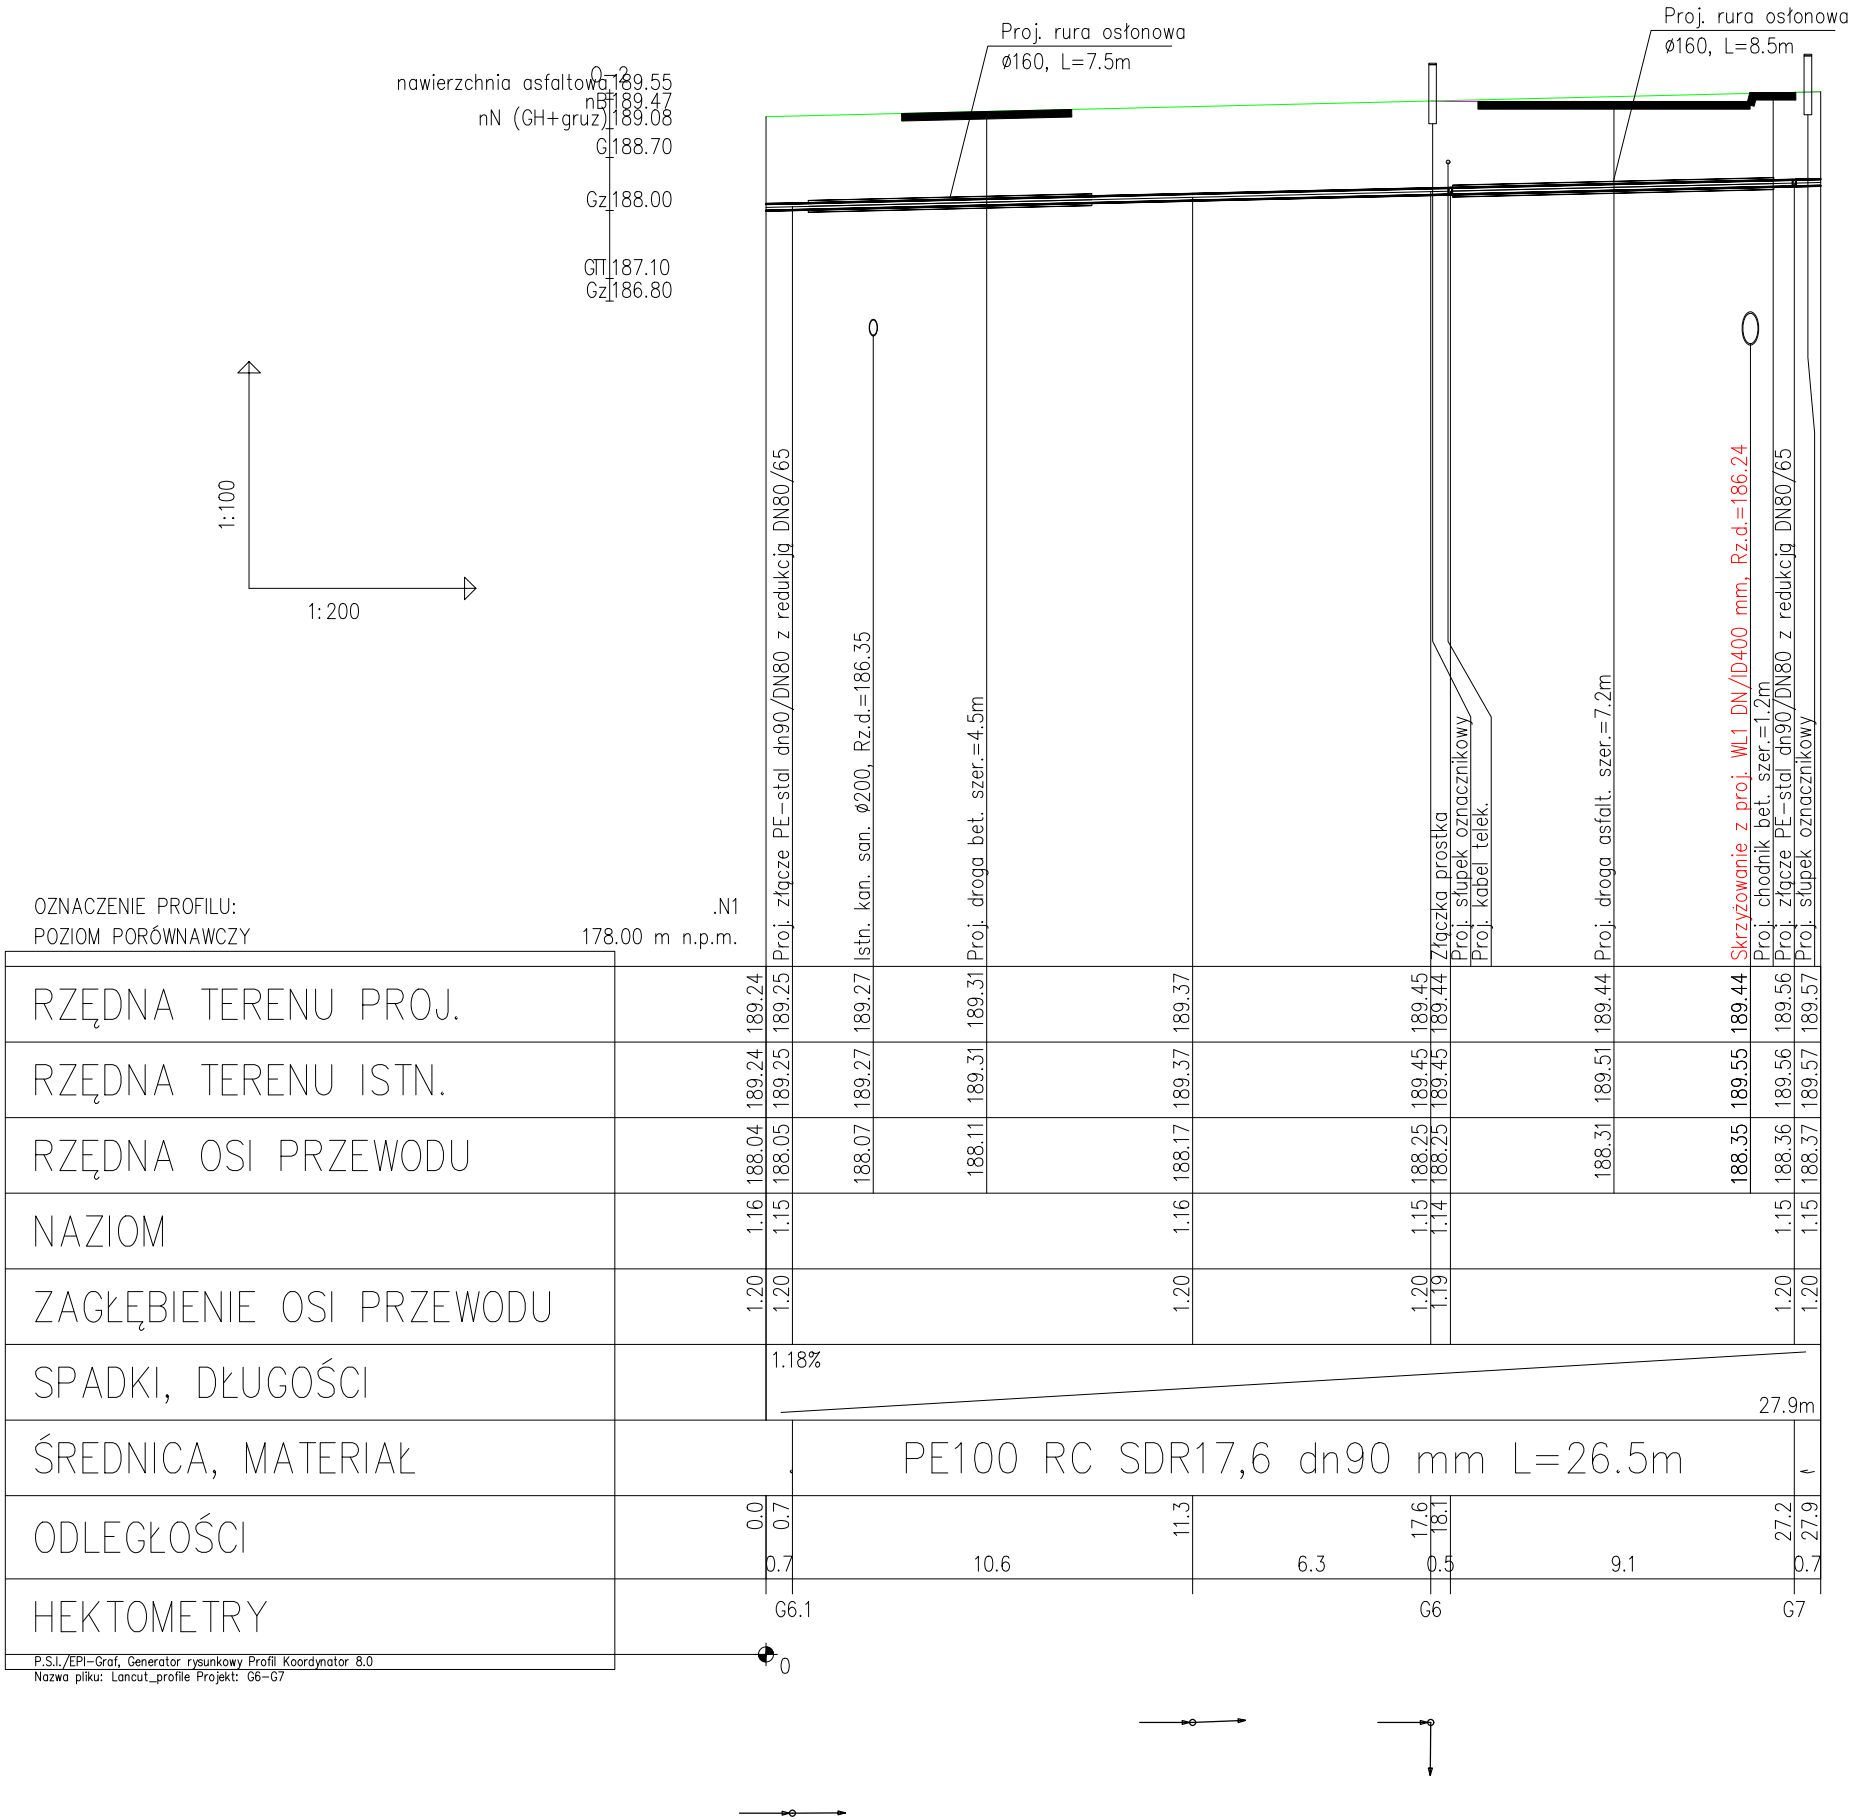 Proj. rura osłonowa
ø160, L=7.5m
Proj. rura osłonowa
ø160, L=8.5m
O-2
nawierzchnia asfaltowa 189.55
nB 189.47
nN (GH+gruz) 189.08
G 188.70
Gz 188.00
GΠ 187.10
Gz 186.80
1:100
1:200
Proj. złącze PE-stal dn90/DN80 z redukcją DN80/65
Istn. kan. san. ø200, Rz.d.=186.35
Proj. droga bet. szer.=4.5m
Złączka prostka
Proj. słupek oznacznikowy
Proj. kabel telek.
Proj. droga asfalt. szer.=7.2m
Skrzyżowanie z proj. WL1 DN/ID400 mm, Rz.d.=186.24
Proj. chodnik bet. szer.=1.2m
Proj. złącze PE-stal dn90/DN80 z redukcją DN80/65
Proj. słupek oznacznikowy
OZNACZENIE PROFILU: .N1
POZIOM PORÓWNAWCZY 178.00 m n.p.m.
RZĘDNA TERENU PROJ. 189.24 189.25 189.27 189.31 189.37 189.45 189.44 189.44 189.44 189.56 189.57
RZĘDNA TERENU ISTN. 189.24 189.25 189.27 189.31 189.37 189.45 189.45 189.51 189.55 189.56 189.57
RZĘDNA OSI PRZEWODU 188.04 188.05 188.07 188.11 188.17 188.25 188.25 188.31 188.35 188.36 188.37
NAZIOM 1.16 1.15 1.16 1.15 1.14 1.15 1.15
ZAGŁĘBIENIE OSI PRZEWODU 1.20 1.20 1.20 1.20 1.19 1.20 1.20
SPADKI, DŁUGOŚCI 1.18% 27.9m
ŚREDNICA, MATERIAŁ PE100 RC SDR17,6 dn90 mm L=26.5m
ODLEGŁOŚCI 0.0 0.7 11.3 17.6 18.1 27.2 27.9
0.7 10.6 6.3 0.5 9.1 0.7
HEKTOMETRY G6.1 G6 G7
0
P.S.I./EPI-Graf, Generator rysunkowy Profil Koordynator 8.0
Nazwa pliku: Lancut_profile Projekt: G6-G7